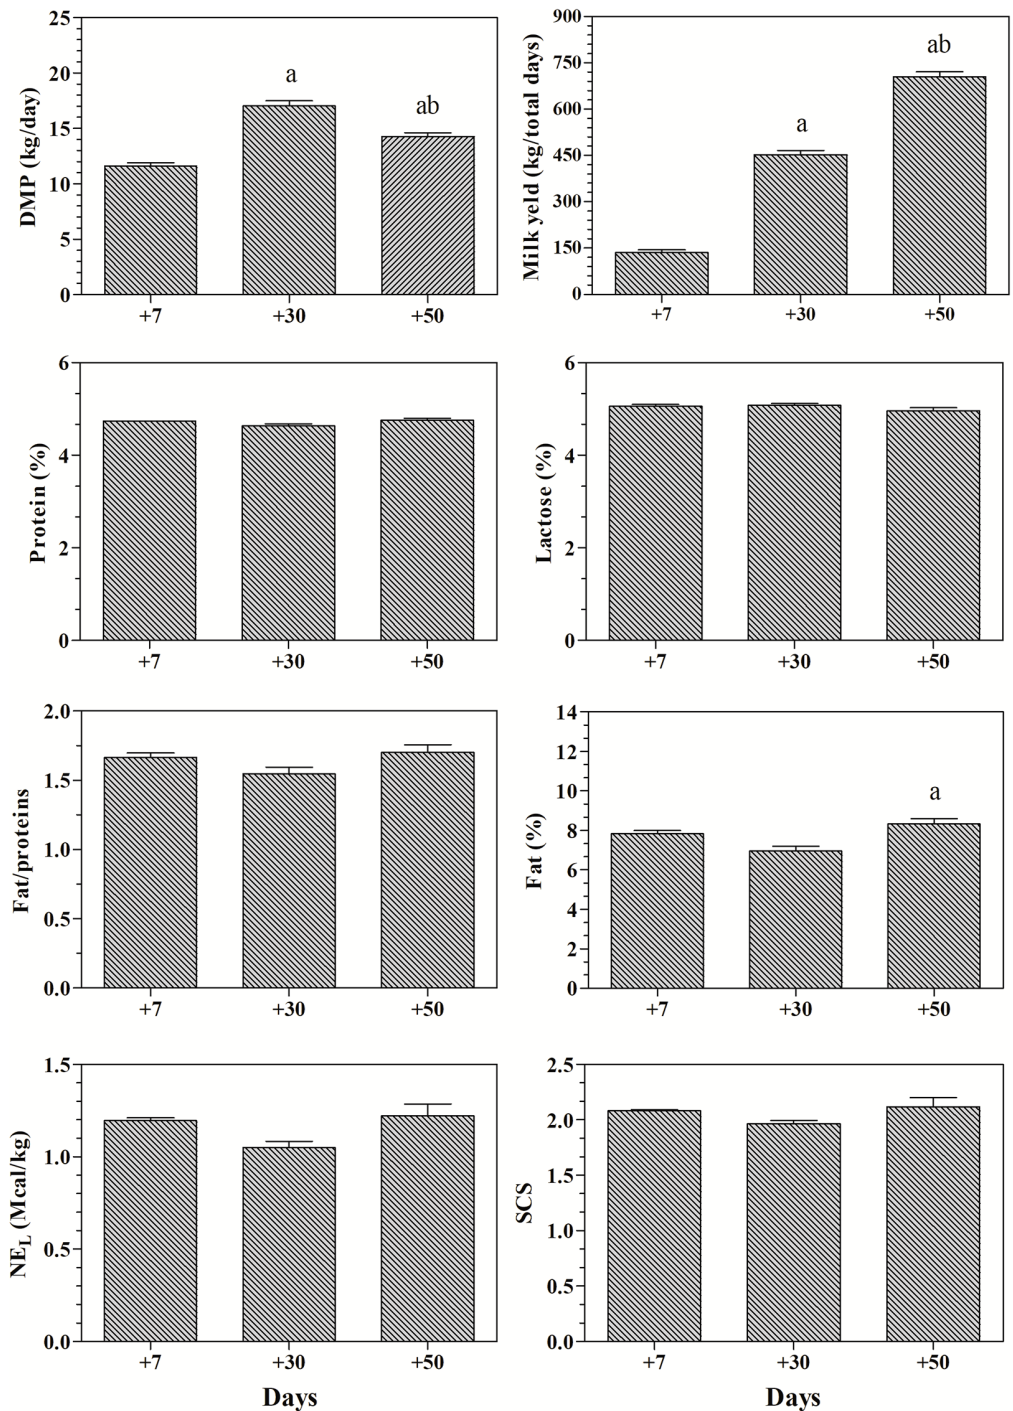 DMP (kg/day)
25
20
15
10
5
0
a
ab
+7 +30 +50
Milk yeld (kg/total days)
900
750
600
450
300
150
0
a
ab
+7 +30 +50
Protein (%)
6
4
2
0
+7 +30 +50
Lactose (%)
6
4
2
0
+7 +30 +50
Fat/proteins
2.0
1.5
1.0
0.5
0.0
+7 +30 +50
Fat (%)
14
12
10
8
6
4
2
0
a
+7 +30 +50
NEL (Mcal/kg)
1.5
1.0
0.5
0.0
+7 +30 +50
Days
SCS
2.5
2.0
1.5
1.0
0.5
0.0
+7 +30 +50
Days